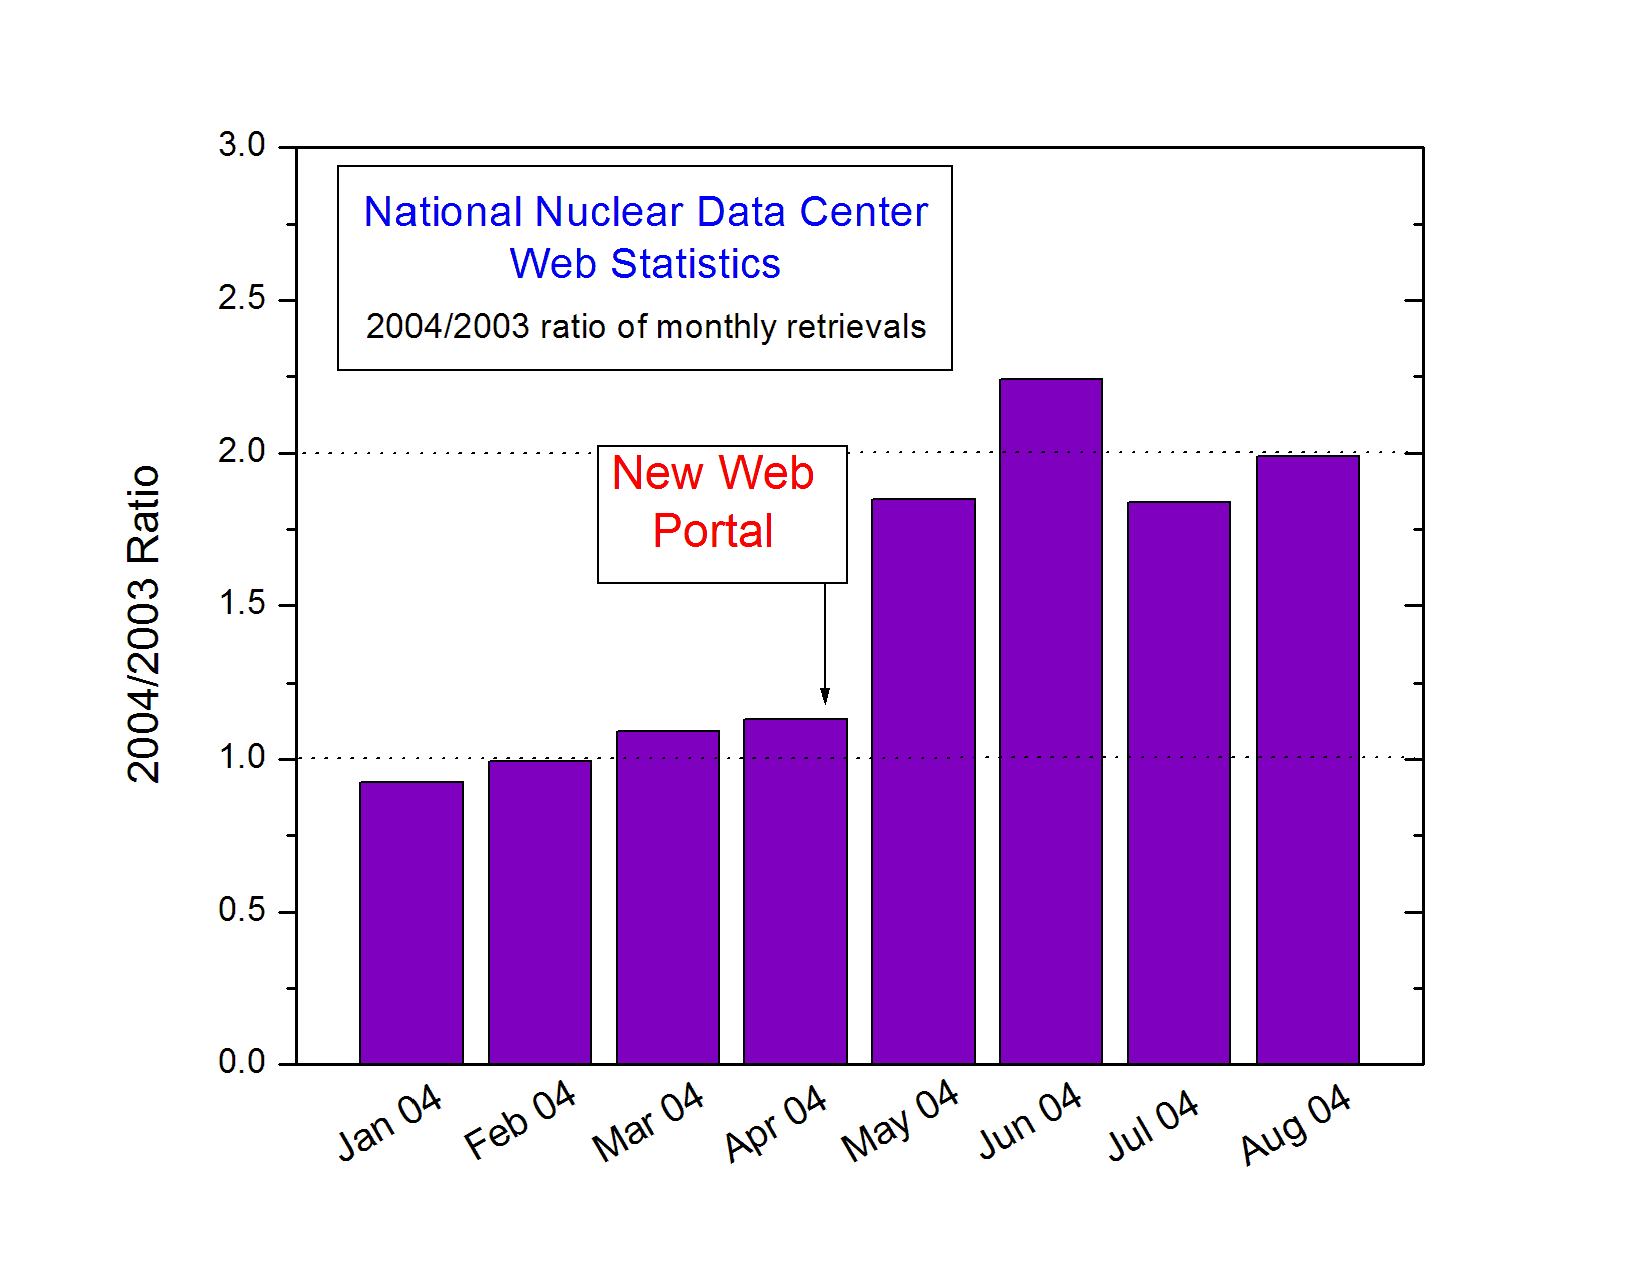 National Nuclear Data Center
Web Statistics
2004/2003 ratio of monthly retrievals
New Web
Portal
2004/2003 Ratio
3.0
2.5
2.0
1.5
1.0
0.5
0.0
Jan 04
Feb 04
Mar 04
Apr 04
May 04
Jun 04
Jul 04
Aug 04